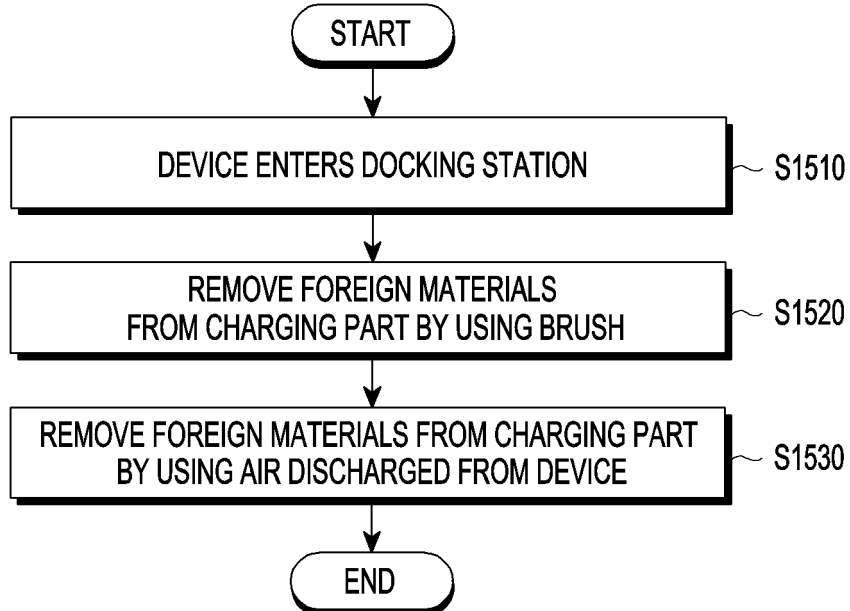 START
DEVICE ENTERS DOCKING STATION
S1510
REMOVE FOREIGN MATERIALS
FROM CHARGING PART BY USING BRUSH
S1520
REMOVE FOREIGN MATERIALS FROM CHARGING PART
BY USING AIR DISCHARGED FROM DEVICE
S1530
END